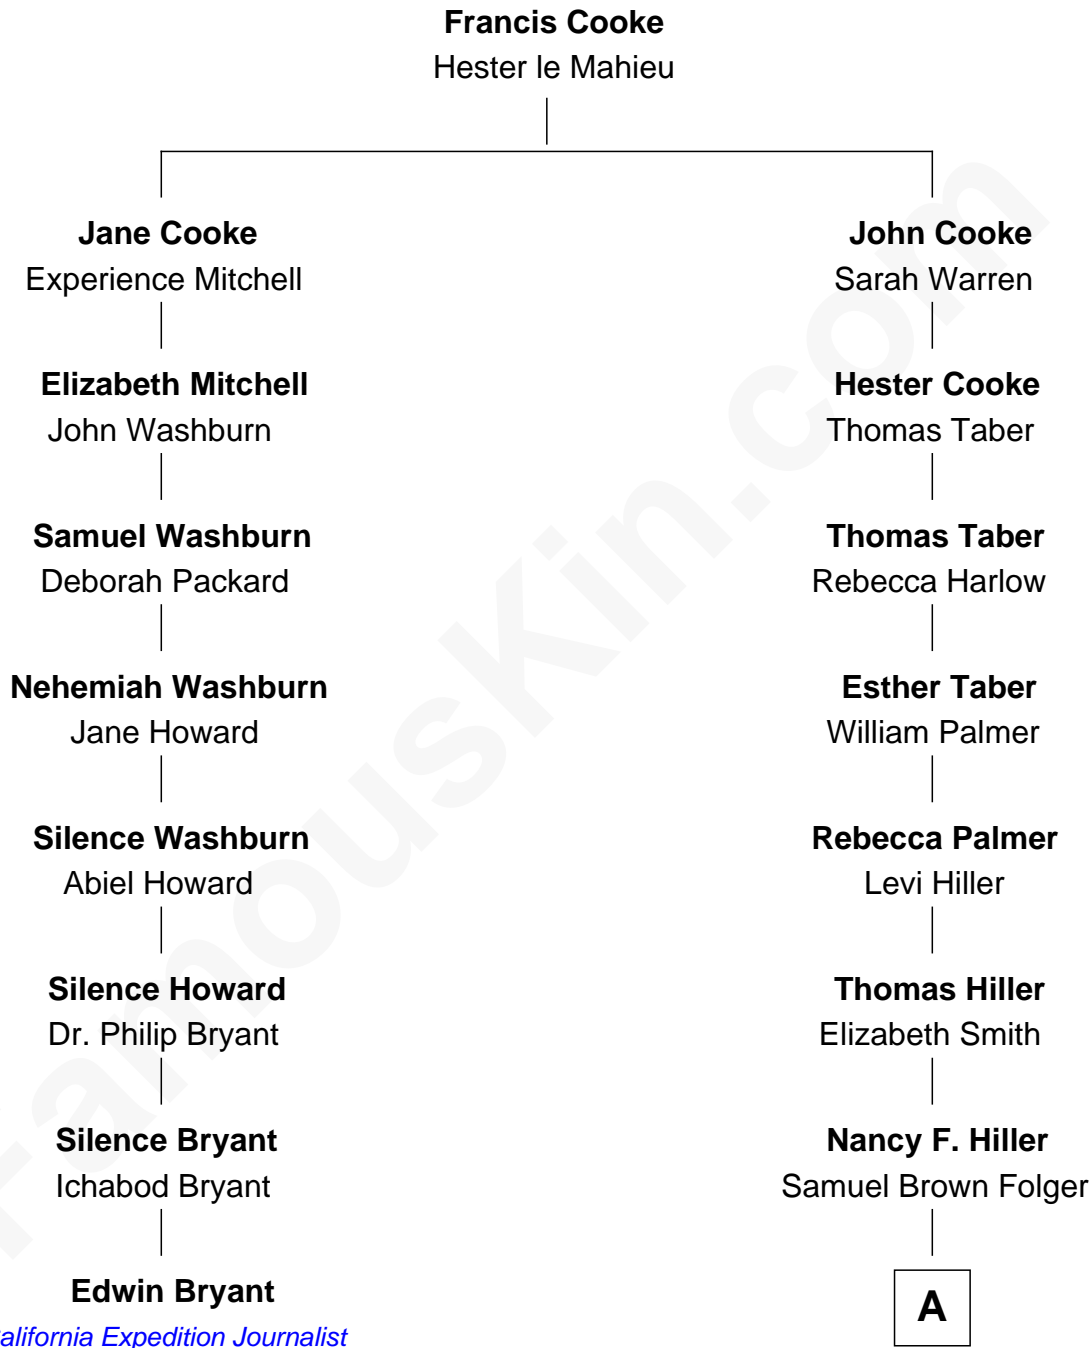 Francis Cooke
Hester le Mahieu
Jane Cooke
Experience Mitchell
John Cooke
Sarah Warren
Elizabeth Mitchell
John Washburn
Hester Cooke
Thomas Taber
Samuel Washburn
Deborah Packard
Thomas Taber
Rebecca Harlow
Nehemiah Washburn
Jane Howard
Esther Taber
William Palmer
Silence Washburn
Abiel Howard
Rebecca Palmer
Levi Hiller
Silence Howard
Dr. Philip Bryant
Thomas Hiller
Elizabeth Smith
Silence Bryant
Ichabod Bryant
Nancy F. Hiller
Samuel Brown Folger
Edwin Bryant
alifornia Expedition Journalist
A
FamousKin.com